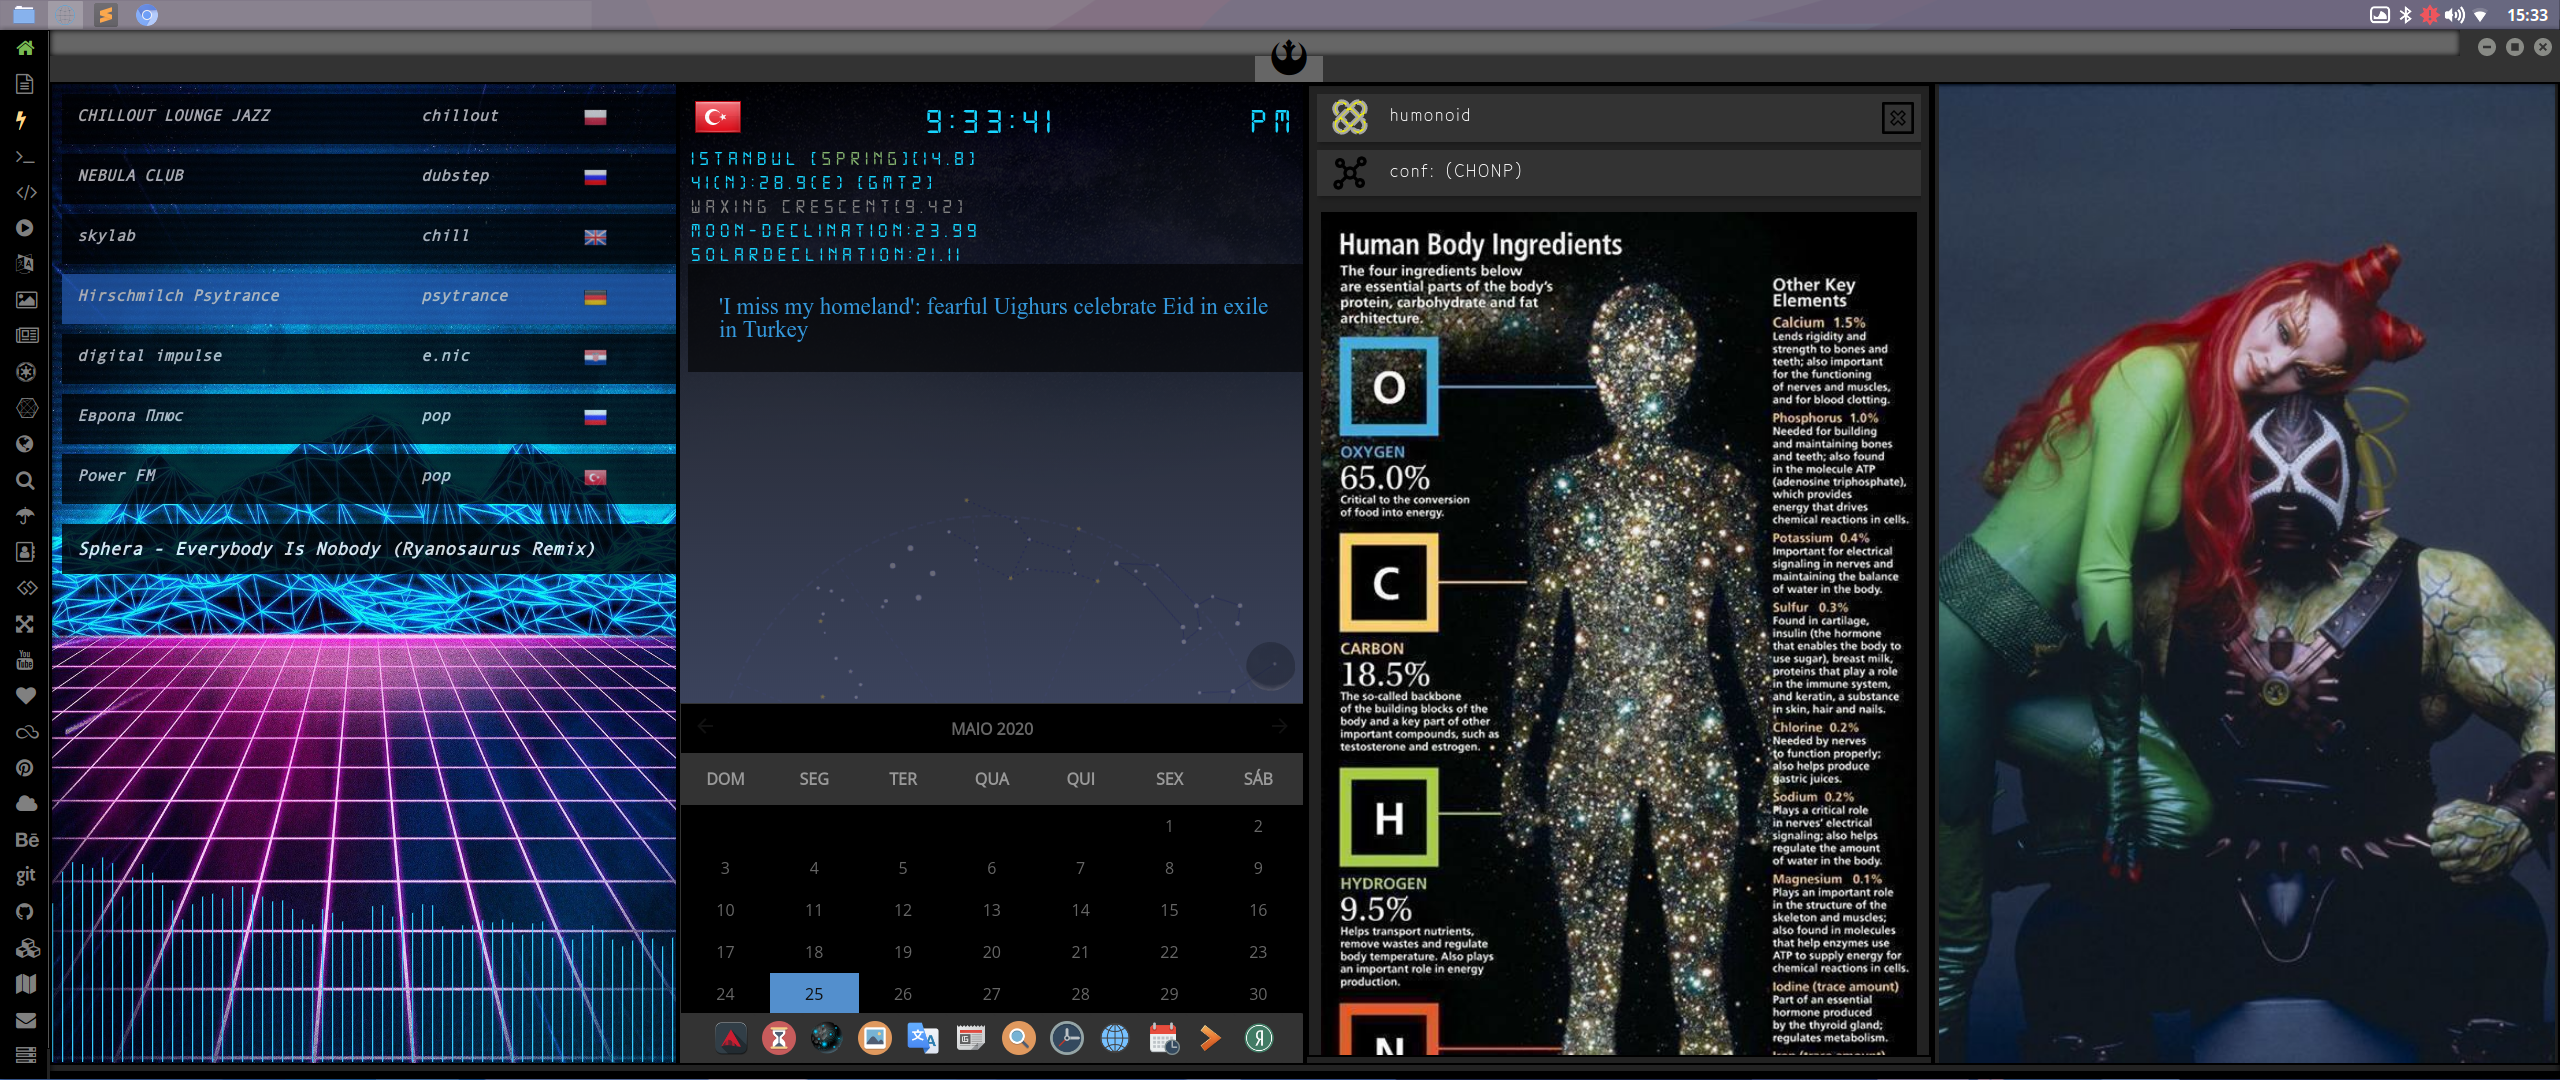 15:33
CHILLOUT LOUNGE JAZZ chillout
NEBULA CLUB dubstep
skylab chill
Hirschmilch Psytrance psytrance
digital impulse e.nic
Европа Плюс pop
Power FM pop
Sphera - Everybody Is Nobody (Ryanosaurus Remix)
You
Tube
Bē
git
9:33:41 PM
ISTANBUL [SPRING][14.8]
41(N):28.9(E) [GMT2]
WAXING CRESCENT[9.42]
MOON-DECLINATION:23.99
SOLARDECLINATION:21.11
'I miss my homeland': fearful Uighurs celebrate Eid in exile
in Turkey
MAIO 2020
DOM SEG TER QUA QUI SEX SÁB
1 2
3 4 5 6 7 8 9
10 11 12 13 14 15 16
17 18 19 20 21 22 23
24 25 26 27 28 29 30
Я
humonoid
conf: (CHONP)
Human Body Ingredients
The four ingredients below
are essential parts of the body's
protein, carbohydrate and fat
architecture.
O
OXYGEN
65.0%
Critical to the conversion
of food into energy.
C
CARBON
18.5%
The so-called backbone
of the building blocks of the
body and a key part of other
important compounds, such as
testosterone and estrogen.
H
HYDROGEN
9.5%
Helps transport nutrients,
remove wastes and regulate
body temperature. Also plays
an important role in energy
production.
N
Other Key
Elements
Calcium 1.5%
Lends rigidity and
strength to bones and
teeth; also important
for the functioning
of nerves and muscles,
and for blood clotting.
Phosphorus 1.0%
Needed for building
and maintaining bones
and teeth; also found
in the molecule ATP
(adenosine triphosphate),
which provides
energy that drives
chemical reactions in cells.
Potassium 0.4%
Important for electrical
signaling in nerves and
maintaining the balance
of water in the body.
Sulfur 0.3%
Found in cartilage,
insulin (the hormone
that enables the body to
use sugar), breast milk,
proteins that play a role
in the immune system,
and keratin, a substance
in skin, hair and nails.
Chlorine 0.2%
Needed by nerves
to function properly;
also helps produce
gastric juices.
Sodium 0.2%
Plays a critical role
in nerves' electrical
signaling; also helps
regulate the amount
of water in the body.
Magnesium 0.1%
Plays an important role
in the structure of the
skeleton and muscles;
also found in molecules
that help enzymes use
ATP to supply energy for
chemical reactions in cells.
Iodine (trace amount)
Part of an essential
hormone produced
by the thyroid gland;
regulates metabolism.
Iron (trace amount)